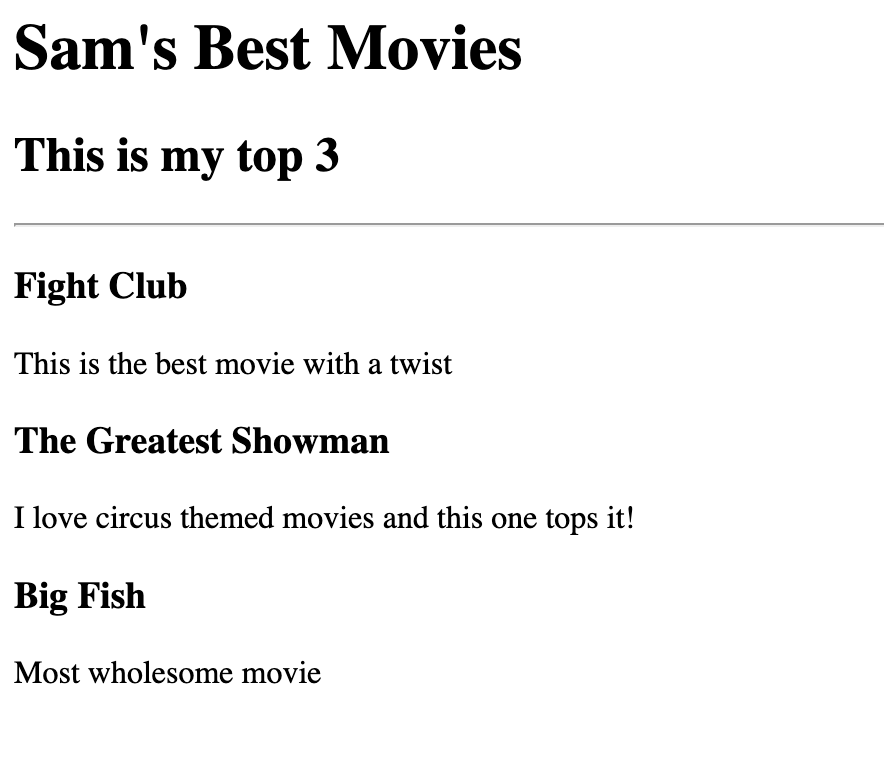 Sam's Best Movies
This is my top 3
Fight Club
This is the best movie with a twist
The Greatest Showman
I love circus themed movies and this one tops it!
Big Fish
Most wholesome movie